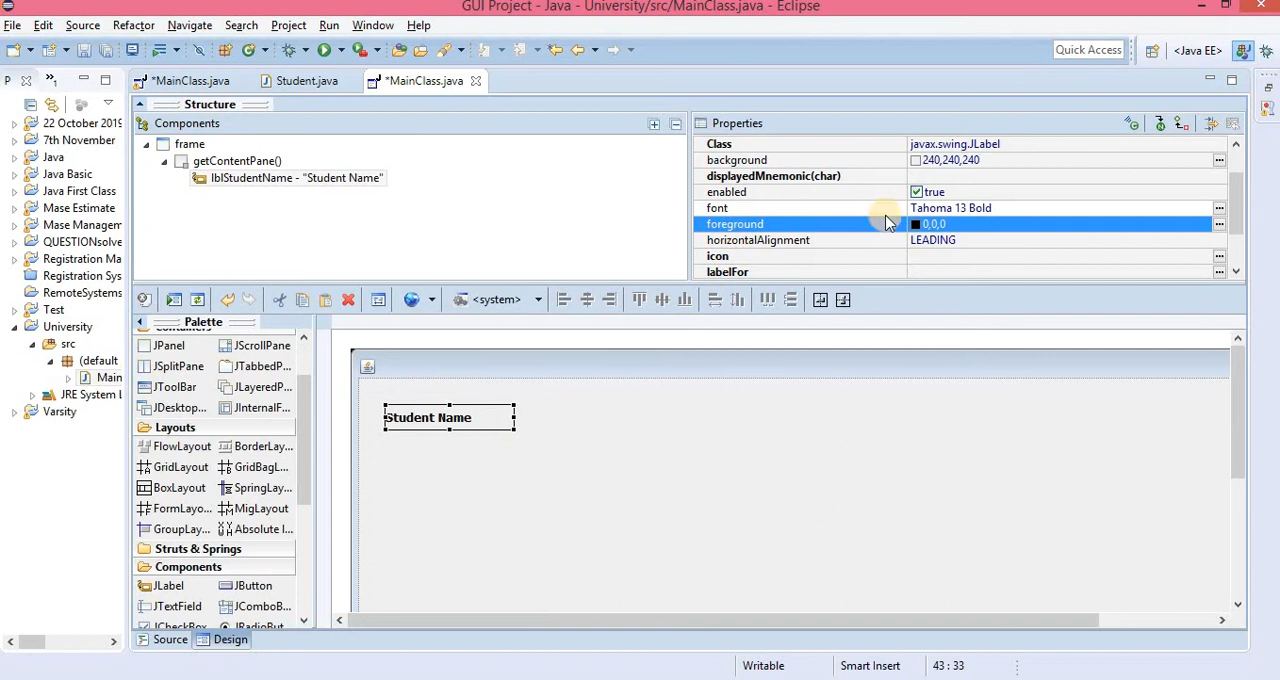 GUI Project - Java - University/src/MainClass.java - Eclipse
File Edit Source Refactor Navigate Search Project Run Window Help
Quick Access <Java EE>
P *MainClass.java Student.java *MainClass.java
Structure
Components Properties
22 October 2019
7th November
Java
Java Basic
Java First Class
Mase Estimate
Mase Managem
QUESTIONsolve
Registration Ma
Registration Sys
RemoteSystems
Test
University
src
(default
Main
JRE System L
Varsity
frame
getContentPane()
lblStudentName - "Student Name"
Class javax.swing.JLabel
background 240,240,240
displayedMnemonic(char)
enabled true
font Tahoma 13 Bold
foreground 0,0,0
horizontalAlignment LEADING
icon
labelFor
<system>
Palette
Containers
JPanel JScrollPane
JSplitPane JTabbedP...
JToolBar JLayeredP...
JDesktop... JInternalF...
Layouts
FlowLayout BorderLay...
GridLayout GridBagL...
BoxLayout SpringLay...
FormLayo... MigLayout
GroupLay... Absolute l...
Struts & Springs
Components
JLabel JButton
JTextField JComboB...
JCheckBox JRadioBut...
Student Name
Source Design
Writable Smart Insert 43 : 33